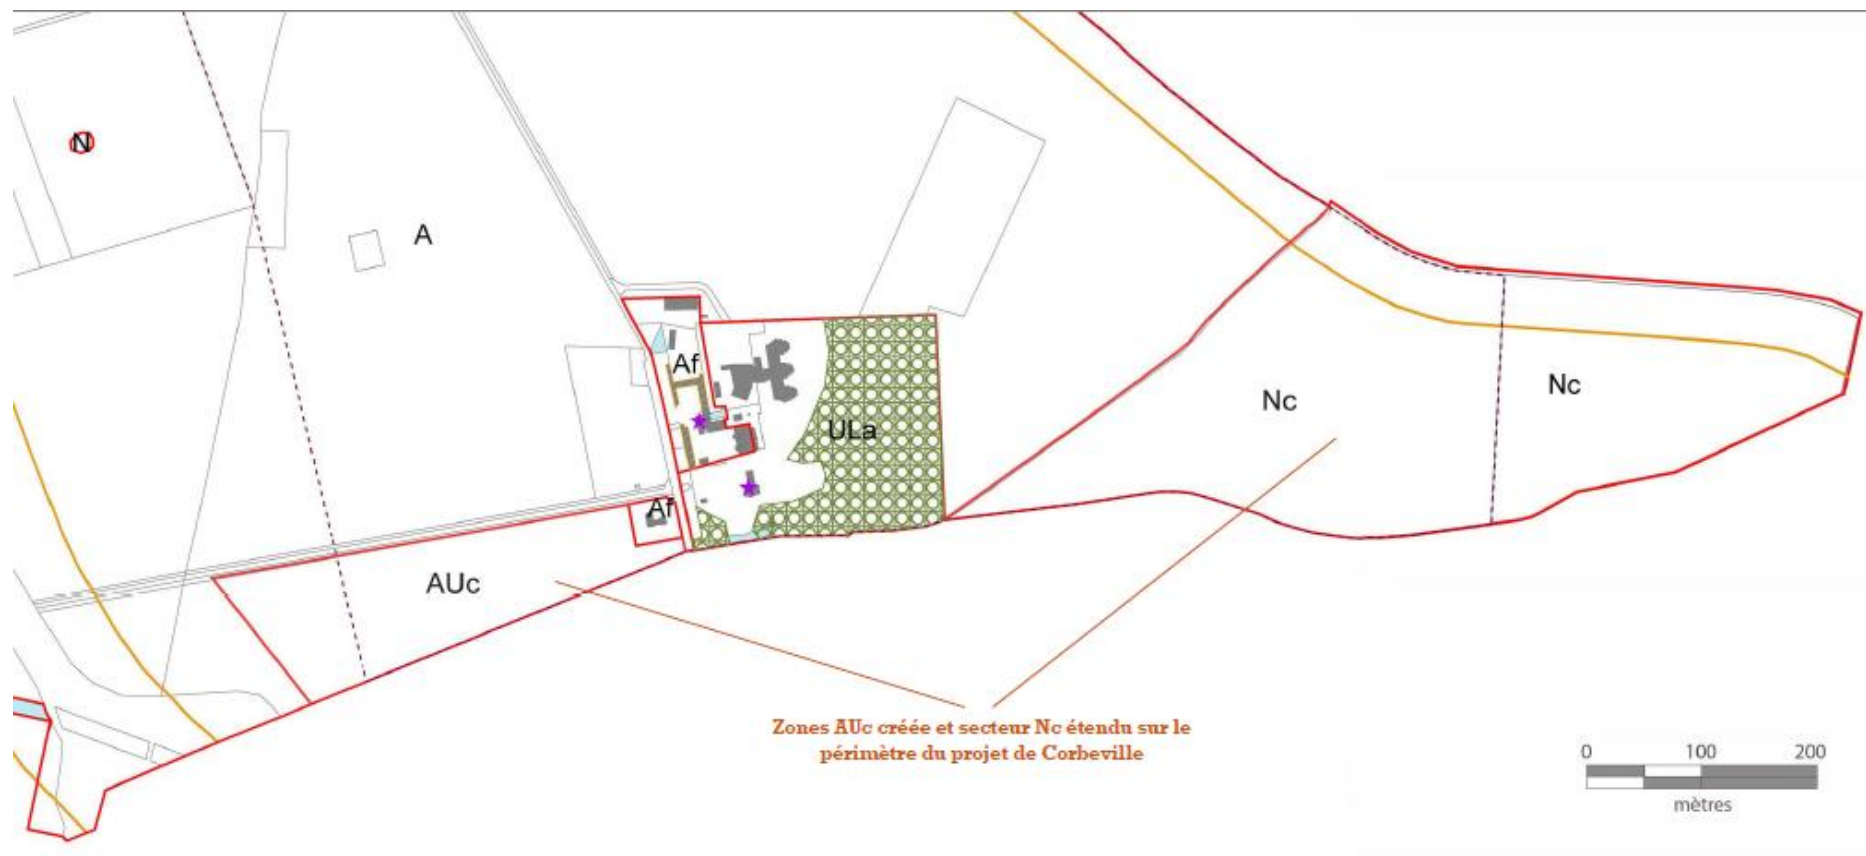 N
A
Af
Nc
Nc
ULa
Af
AUc
Zones AUc créée et secteur Nc étendu sur le
périmètre du projet de Corbeville
0 100 200
mètres